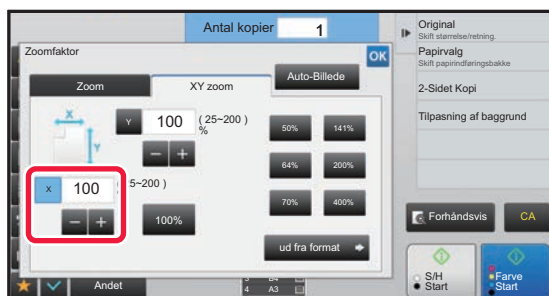 Antal kopier 1
Original
Skift størrelse/retning.
Papirvalg
Skift papirindføringsbakke
2-Sidet Kopi
Tilpasning af baggrund
Forhåndsvis
CA
S/H
Start
Farve
Start
Zoomfaktor
OK
Zoom
XY zoom
Auto-Billede
X
Y
Y 100 ( 25~200 )
%
50% 141%
64% 200%
70% 400%
X 100 5~200 )
100%
ud fra format
Andet
4 A3